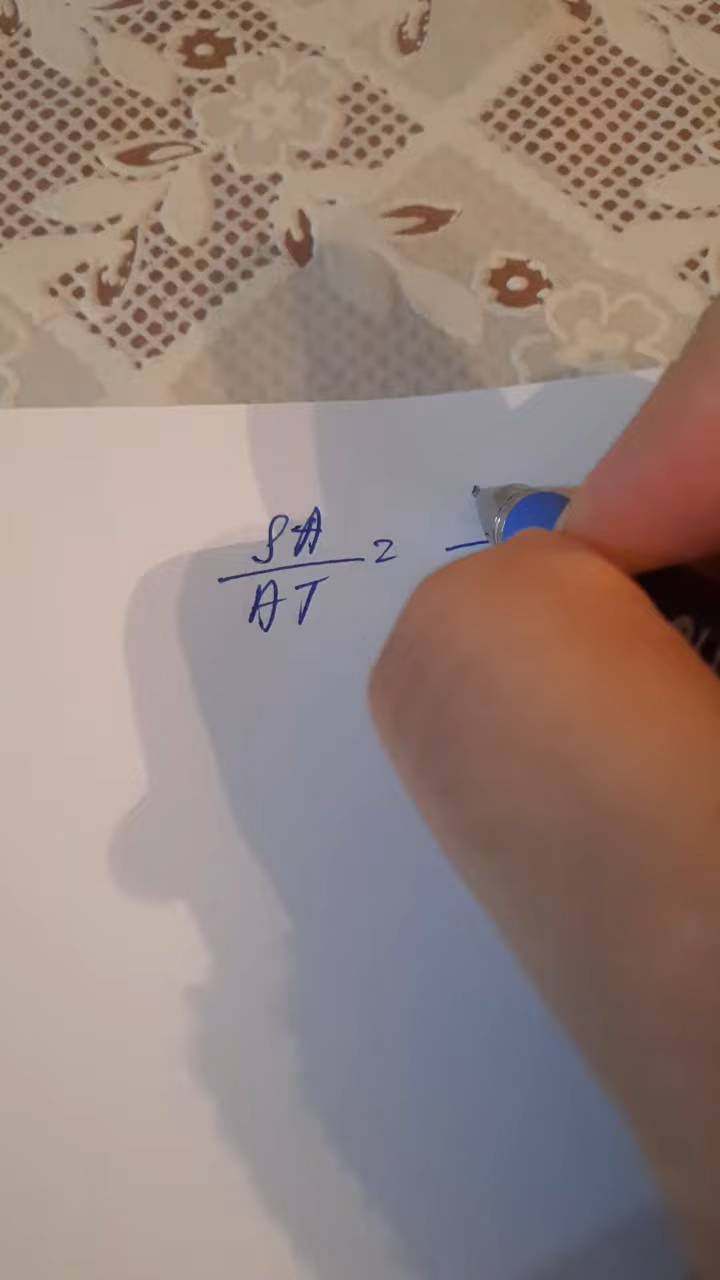 SA
AT =